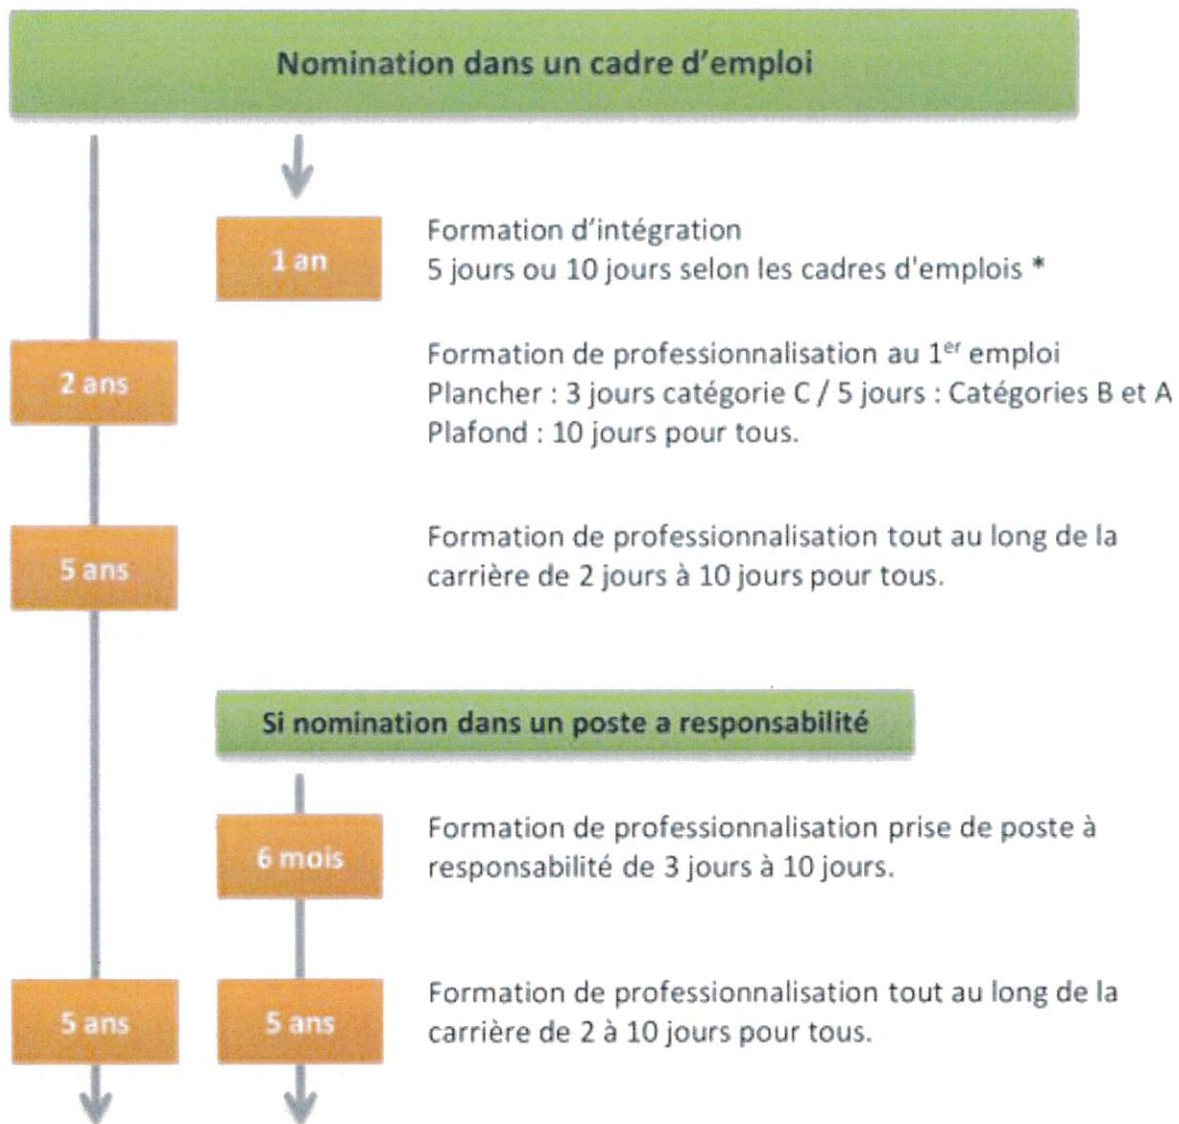 Nomination dans un cadre d'emploi
1 an
Formation d'intégration
5 jours ou 10 jours selon les cadres d'emplois *
2 ans
Formation de professionnalisation au 1er emploi
Plancher : 3 jours catégorie C / 5 jours : Catégories B et A
Plafond : 10 jours pour tous.
5 ans
Formation de professionnalisation tout au long de la
carrière de 2 jours à 10 jours pour tous.
Si nomination dans un poste a responsabilité
6 mois
Formation de professionnalisation prise de poste à
responsabilité de 3 jours à 10 jours.
5 ans
5 ans
Formation de professionnalisation tout au long de la
carrière de 2 à 10 jours pour tous.